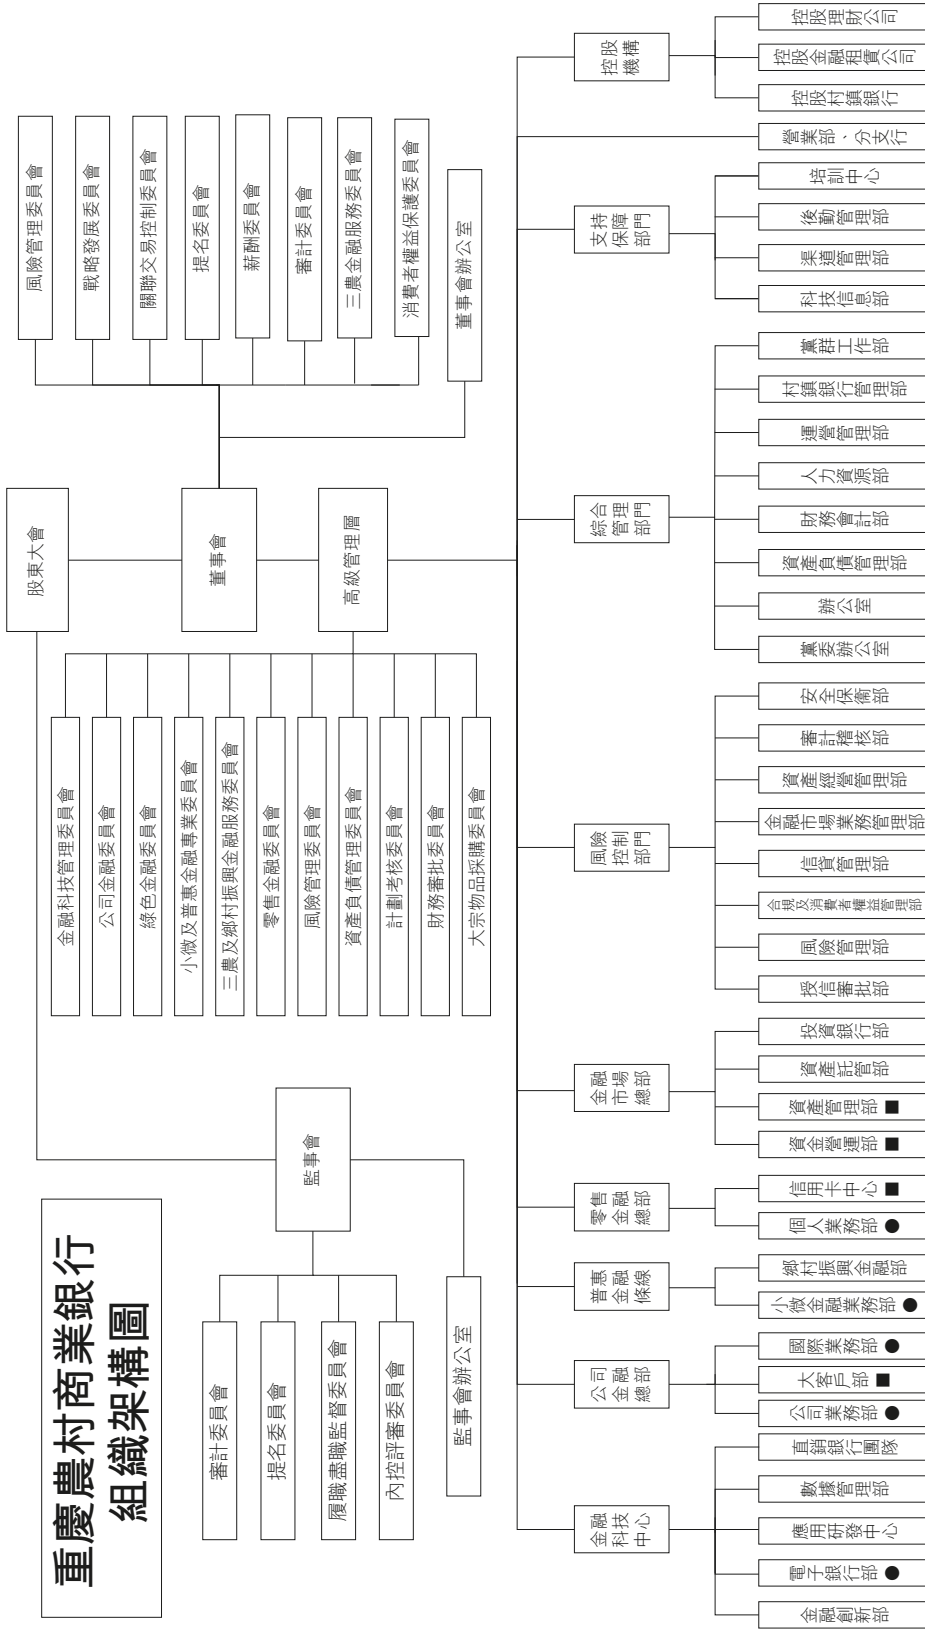 重慶農村商業銀行
組織架構圖
股東大會
董事會
高級管理層
監事會
風險管理委員會
戰略發展委員會
關聯交易控制委員會
提名委員會
薪酬委員會
審計委員會
三農金融服務委員會
消費者權益保護委員會
董事會辦公室
金融科技管理委員會
公司金融委員會
綠色金融委員會
小微及普惠金融專業委員會
三農及鄉村振興金融服務委員會
零售金融委員會
風險管理委員會
資產負債管理委員會
計劃考核委員會
財務審批委員會
大宗物品採購委員會
審計委員會
提名委員會
履職盡職監督委員會
內控評審委員會
監事會辦公室
金融
科技
中心
金融創新部
電子銀行部 ●
應用研發中心
數據管理部
直銷銀行團隊
公司
金融
總部
公司業務部 ●
大客戶部 ■
國際業務部 ●
普惠
金融
條線
小微金融業務部 ●
鄉村振興金融部
零售
金融
總部
個人業務部 ●
信用卡中心 ■
金融
市場
總部
資金營運部 ■
資產管理部 ■
資產託管部
投資銀行部
風險
控制
部門
授信審批部
風險管理部
合規及消費者權益管理部
信貸管理部
金融市場業務管理部
資產經營管理部
審計稽核部
安全保衞部
綜合
管理
部門
黨委辦公室
辦公室
資產負債管理部
財務會計部
人力資源部
運營管理部
村鎮銀行管理部
黨群工作部
支持
保障
部門
科技信息部
渠道管理部
後勤管理部
培訓中心
營業部、分支行
控股
機構
控股村鎮銀行
控股金融租賃公司
控股理財公司